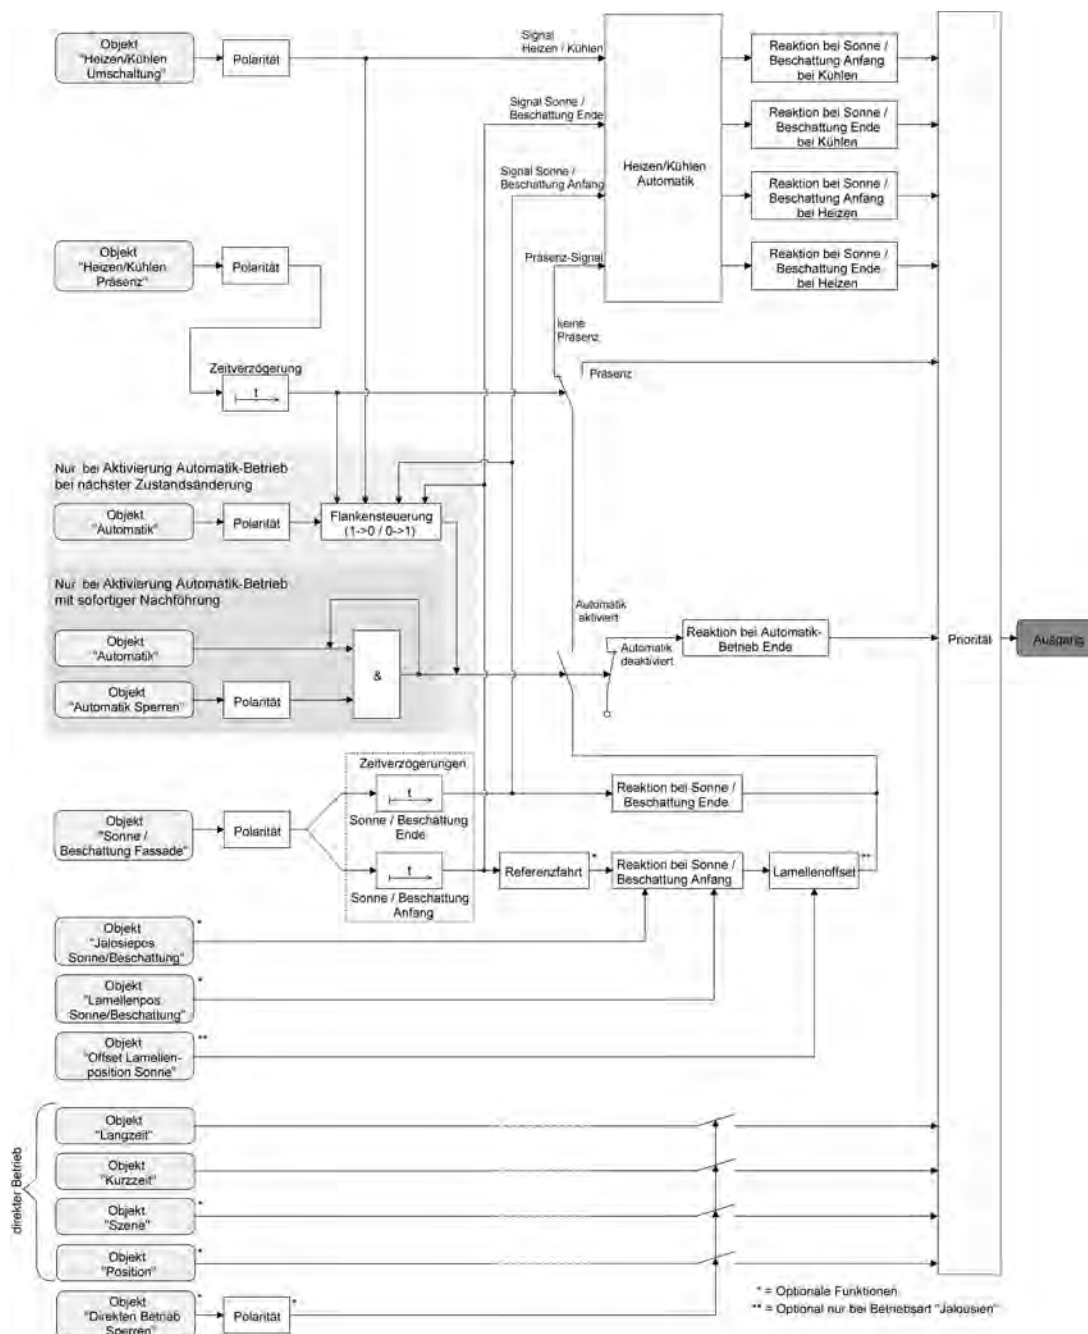 Objekt
"Heizen/Kühlen
Umschaltung"
Polarität
Signal
Heizen / Kühlen
Signal Sonne /
Beschattung Ende
Signal Sonne /
Beschattung Anfang
Präsenz-Signal
Heizen/Kühlen
Automatik
Reaktion bei Sonne /
Beschattung Anfang
bei Kühlen
Reaktion bei Sonne /
Beschattung Ende
bei Kühlen
Reaktion bei Sonne /
Beschattung Anfang
bei Heizen
Reaktion bei Sonne /
Beschattung Ende
bei Heizen
Objekt
"Heizen/Kühlen
Präsenz"
Polarität
keine
Präsenz
Präsenz
Zeitverzögerung
t
Nur bei Aktivierung Automatik-Betrieb
bei nächster Zustandsänderung
Objekt
"Automatik"
Polarität
Flankensteuerung
(1->0 / 0->1)
Nur bei Aktivierung Automatik-Betrieb
mit sofortiger Nachführung
Objekt
"Automatik"
Objekt
"Automatik Sperren"
Polarität
&
Automatik
aktiviert
Automatik
deaktiviert
Reaktion bei Automatik-
Betrieb Ende
Priorität
Ausgang
Zeitverzögerungen
t
Sonne / Beschattung
Ende
t
Sonne / Beschattung
Anfang
Objekt
"Sonne /
Beschattung Fassade"
Polarität
Reaktion bei Sonne /
Beschattung Ende
Referenzfahrt
*
Reaktion bei Sonne /
Beschattung Anfang
Lamellenoffset
**
Objekt
"Jalosiepos.
Sonne/Beschattung"
*
Objekt
"Lamellenpos.
Sonne/Beschattung"
*
Objekt
"Offset Lamellen-
position Sonne"
**
direkter Betrieb
Objekt
"Langzeit"
Objekt
"Kurzzeit"
Objekt
"Szene"
*
Objekt
"Position"
*
Objekt
"Direkten Betrieb
Sperren"
*
Polarität
*
* = Optionale Funktionen
** = Optional nur bei Betriebsart "Jalousien"